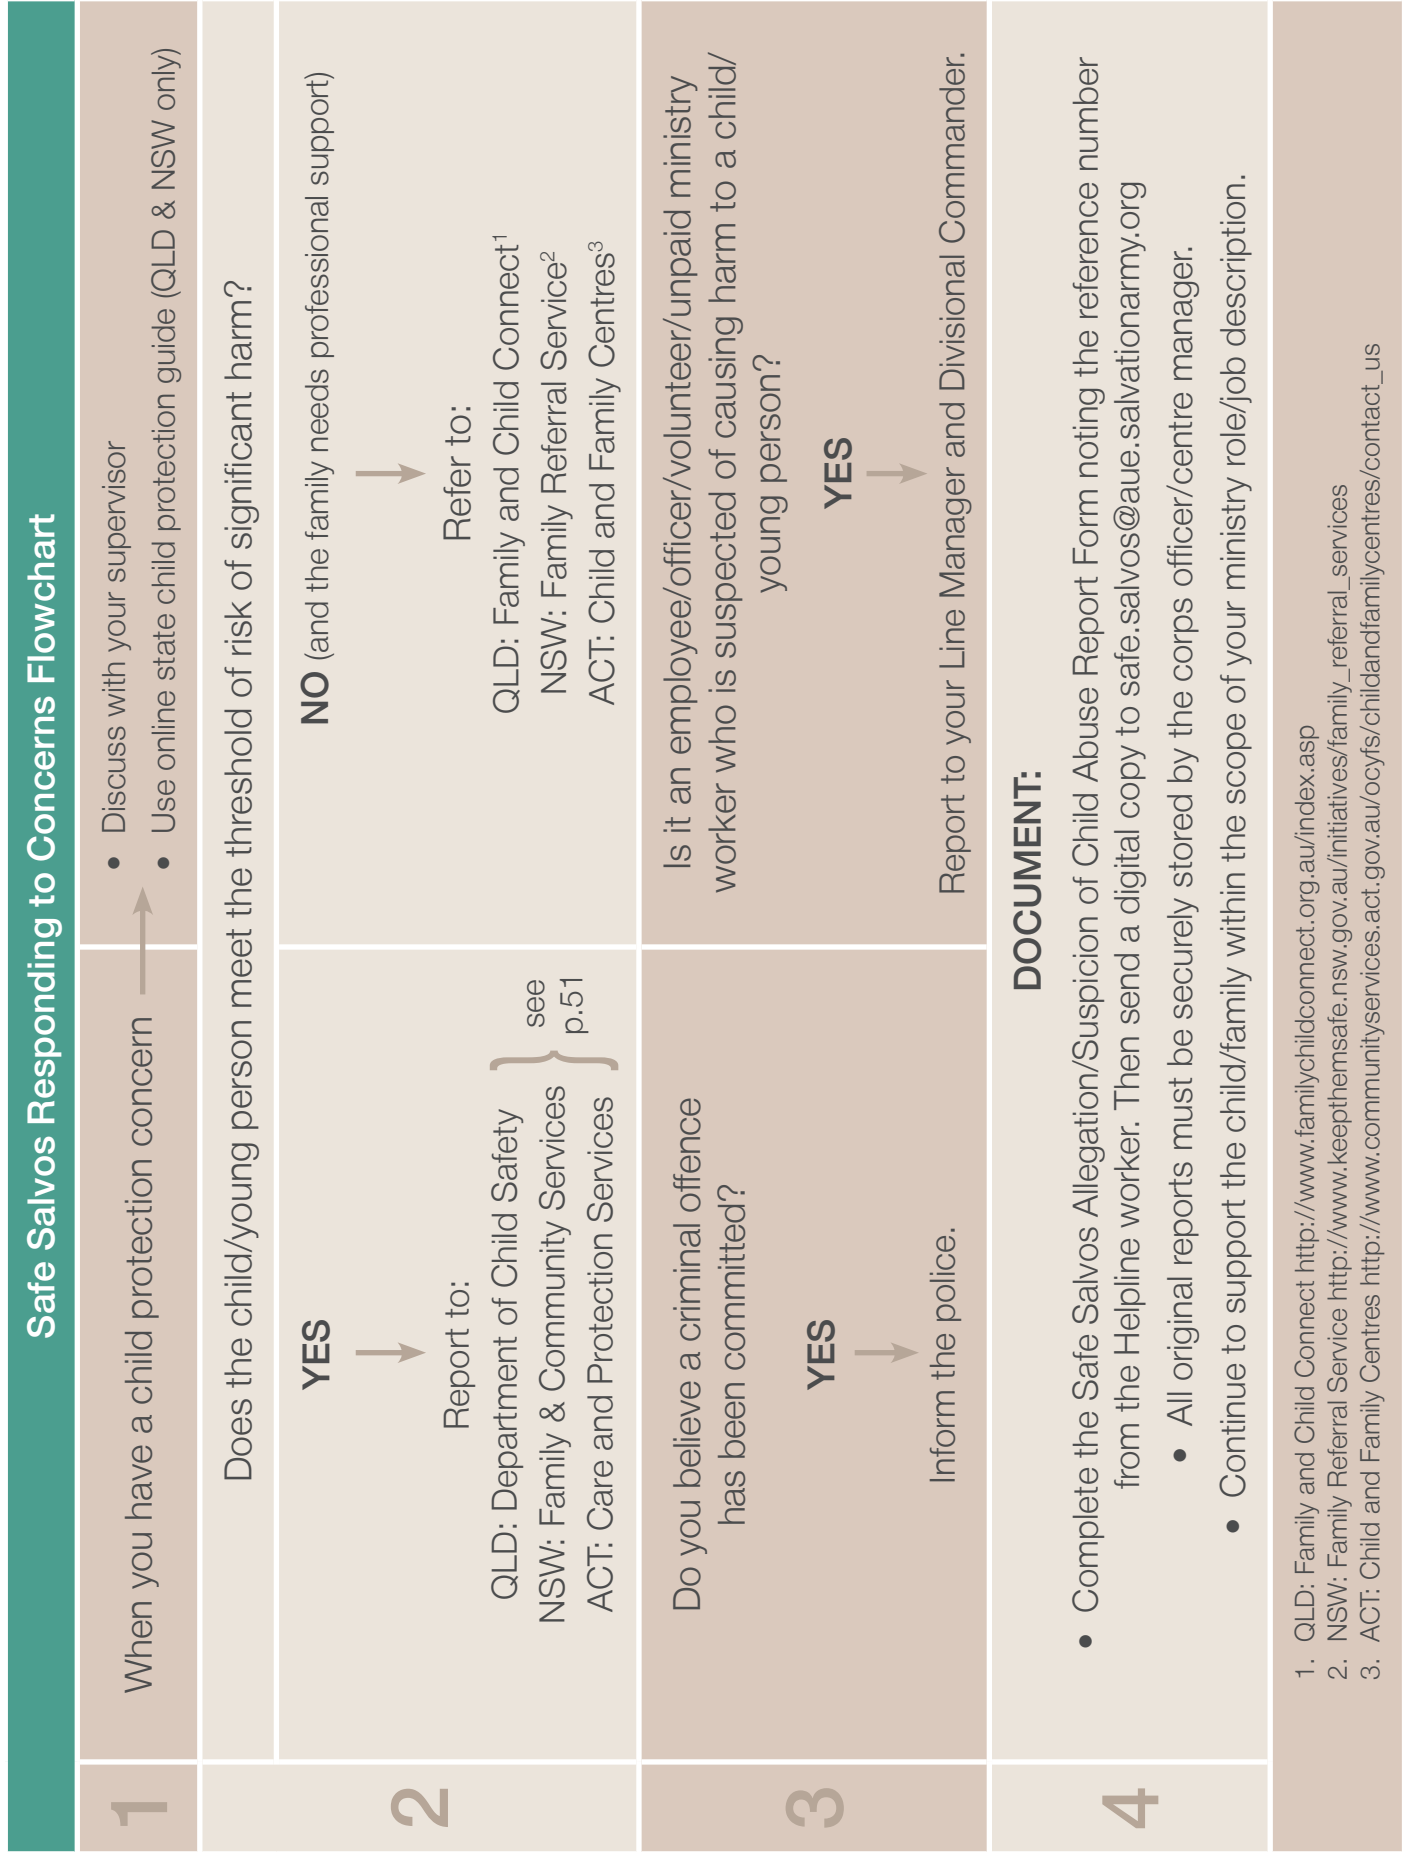 Safe Salvos Responding to Concerns Flowchart
1
When you have a child protection concern
• Discuss with your supervisor
• Use online state child protection guide (QLD & NSW only)
2
Does the child/young person meet the threshold of risk of significant harm?
YES
Report to:
QLD: Department of Child Safety
NSW: Family & Community Services
ACT: Care and Protection Services
see
p.51
NO (and the family needs professional support)
Refer to:
QLD: Family and Child Connect¹
NSW: Family Referral Service²
ACT: Child and Family Centres³
3
Do you believe a criminal offence
has been committed?
YES
Inform the police.
Is it an employee/officer/volunteer/unpaid ministry
worker who is suspected of causing harm to a child/
young person?
YES
Report to your Line Manager and Divisional Commander.
4
DOCUMENT:
• Complete the Safe Salvos Allegation/Suspicion of Child Abuse Report Form noting the reference number
from the Helpline worker. Then send a digital copy to safe.salvos@aue.salvationarmy.org
• All original reports must be securely stored by the corps officer/centre manager.
• Continue to support the child/family within the scope of your ministry role/job description.
1. QLD: Family and Child Connect http://www.familychildconnect.org.au/index.asp
2. NSW: Family Referral Service http://www.keepthemsafe.nsw.gov.au/initiatives/family_referral_services
3. ACT: Child and Family Centres http://www.communityservices.act.gov.au/ocyfs/childandfamilycentres/contact_us